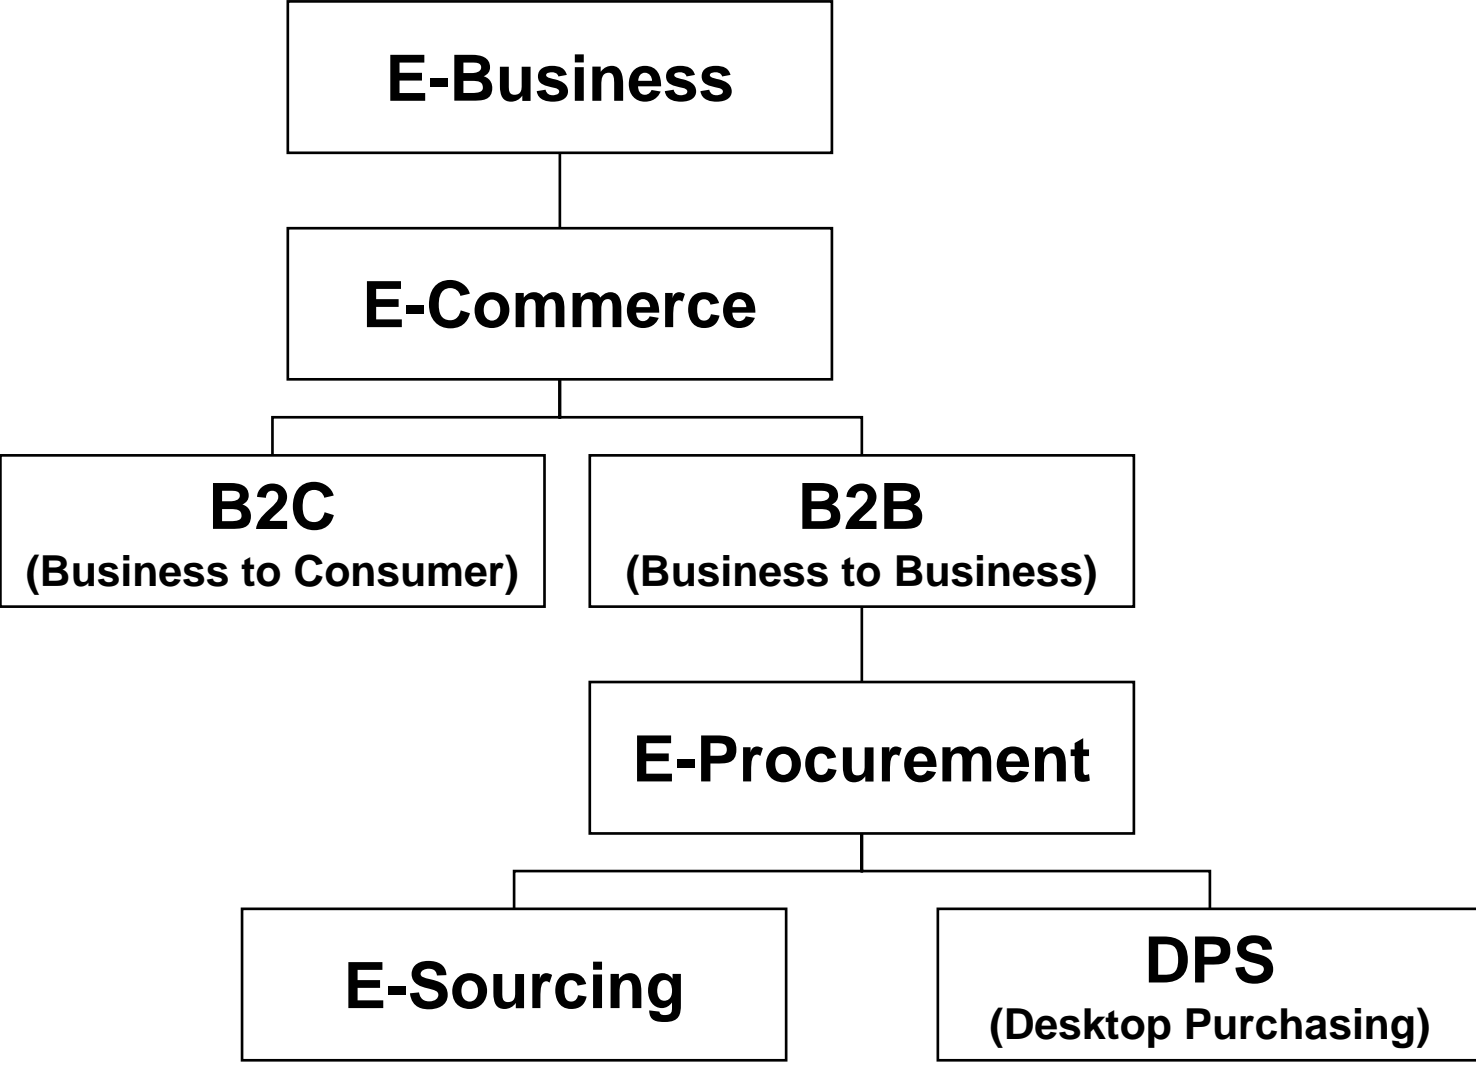 E-Business
E-Commerce
B2C
(Business to Consumer)
B2B
(Business to Business)
E-Procurement
E-Sourcing
DPS
(Desktop Purchasing)